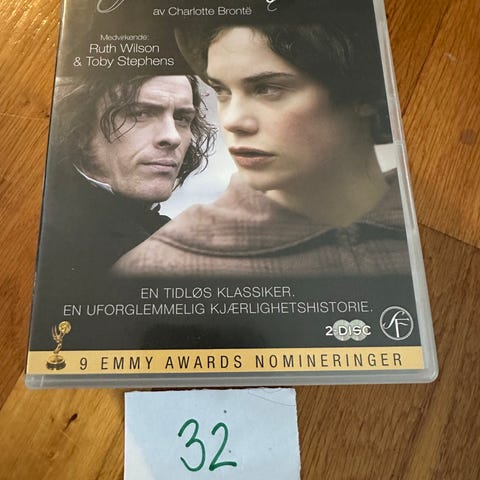 av Charlotte Brontë
Medvirkende:
Ruth Wilson
& Toby Stephens
EN TIDLØS KLASSIKER.
EN UFORGLEMMELIG KJÆRLIGHETSHISTORIE.
2-DISC
SF
9 EMMY AWARDS NOMINERINGER
32